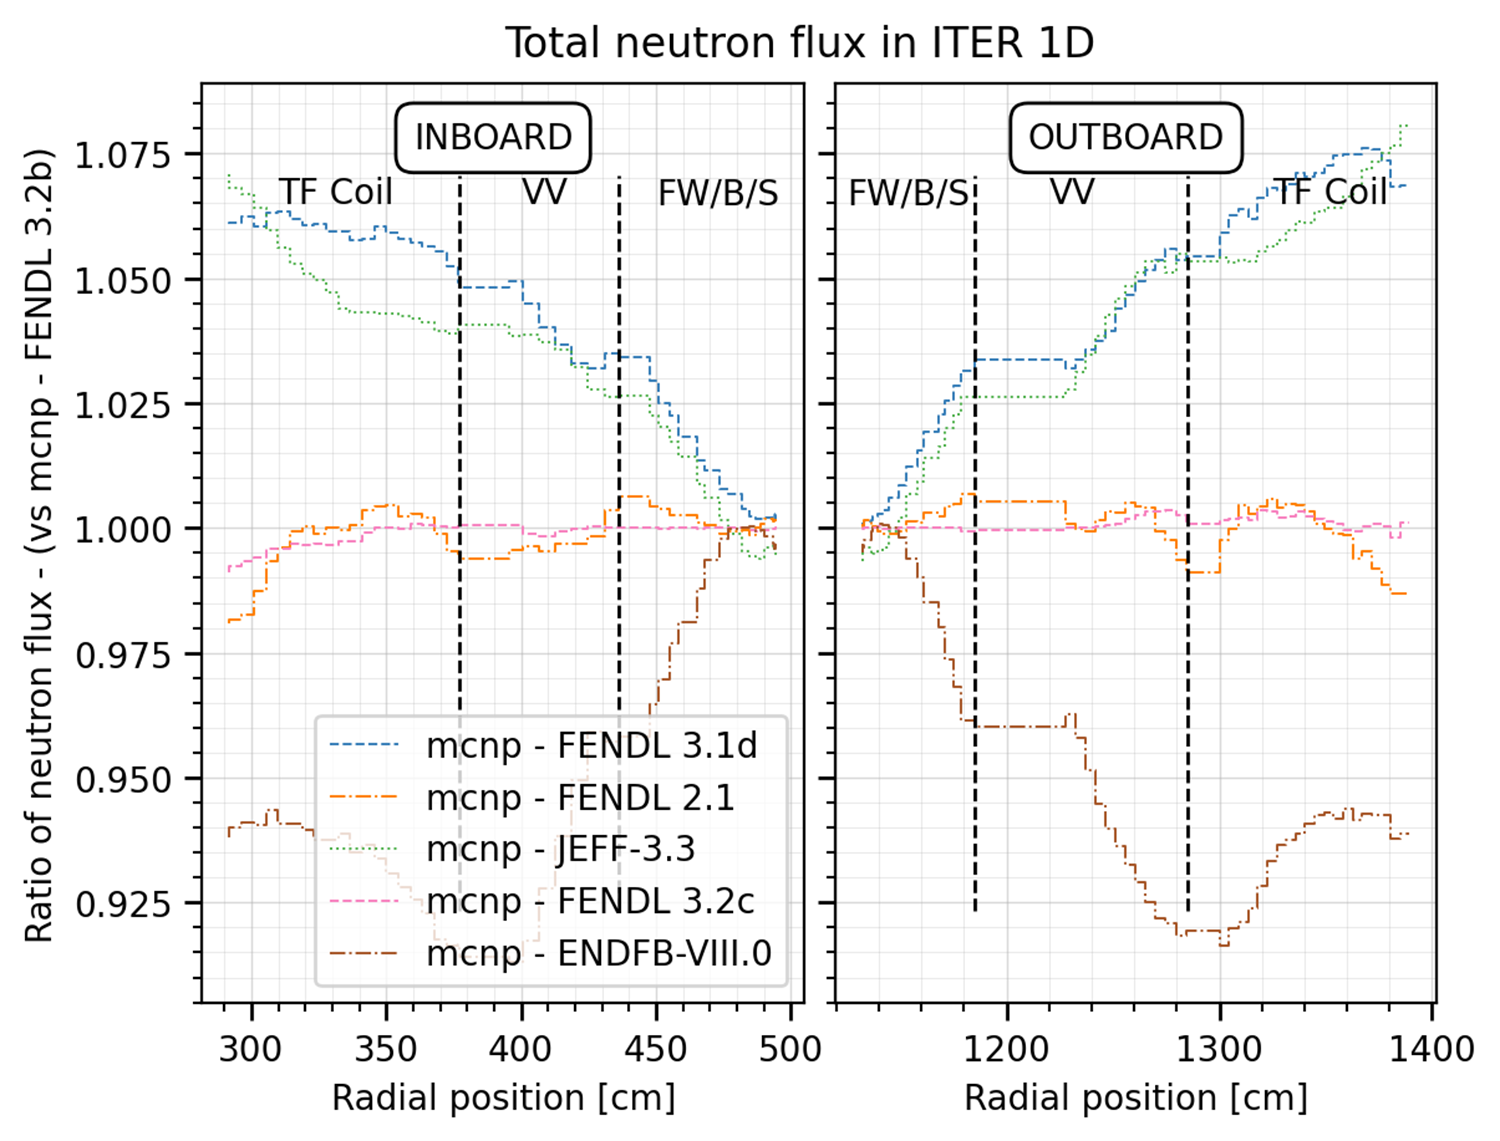 Total neutron flux in ITER 1D
Ratio of neutron flux - (vs mcnp - FENDL 3.2b)
1.075
1.050
1.025
1.000
0.975
0.950
0.925
INBOARD
TF Coil VV FW/B/S
mcnp - FENDL 3.1d
mcnp - FENDL 2.1
mcnp - JEFF-3.3
mcnp - FENDL 3.2c
mcnp - ENDFB-VIII.0
300 350 400 450 500
Radial position [cm]
OUTBOARD
FW/B/S VV TF Coil
1200 1300 1400
Radial position [cm]